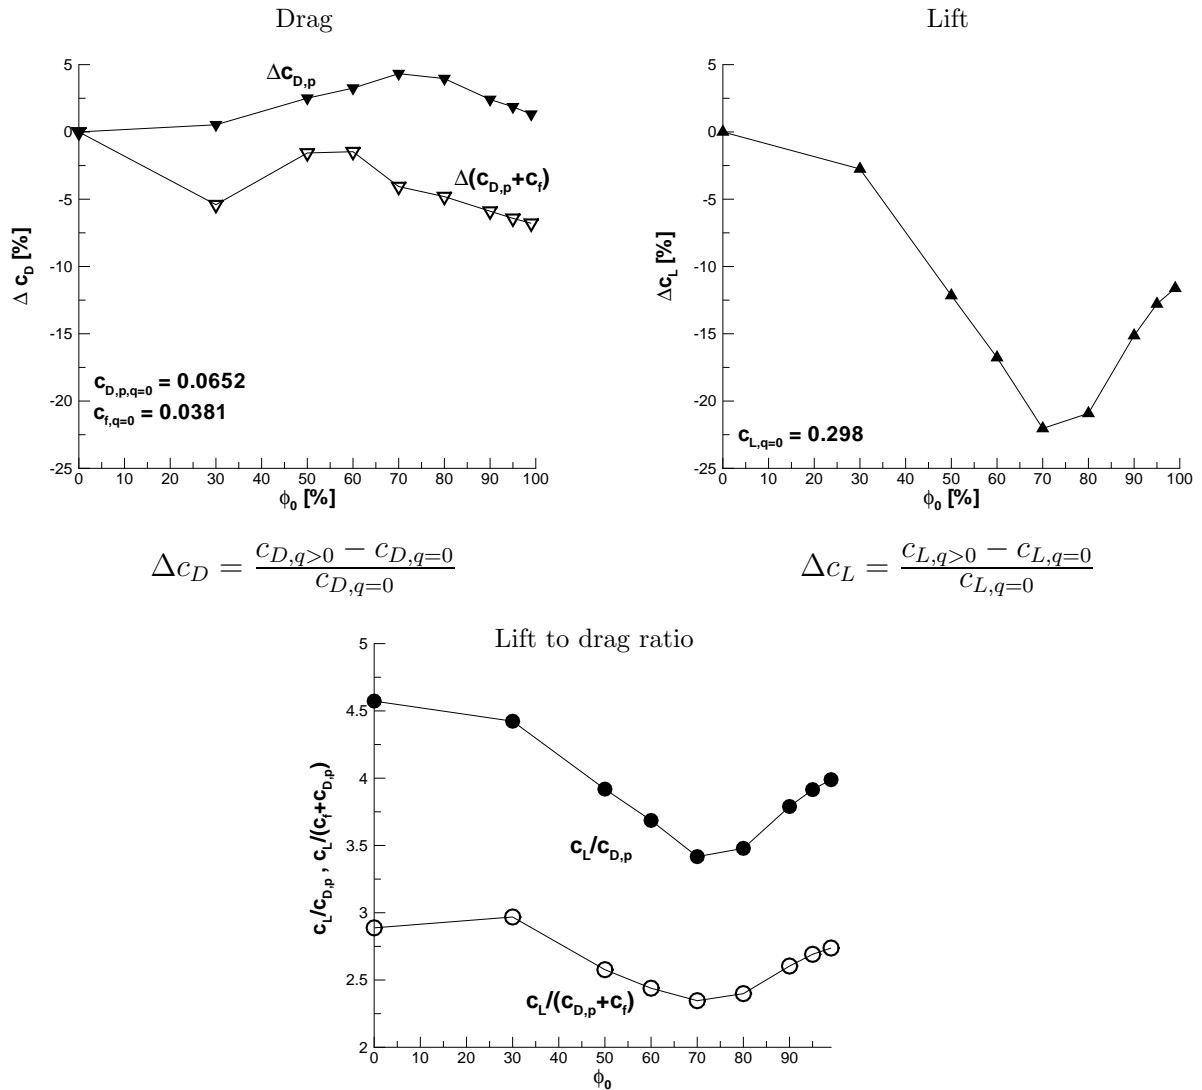 Drag
Lift
5
0
-5
-10
-15
-20
-25
Δ c_D [%]
Δc_{D,p}
Δ(c_{D,p}+c_f)
c_{D,p,q=0} = 0.0652
c_{f,q=0} = 0.0381
0 10 20 30 40 50 60 70 80 90 100
ϕ_0 [%]
5
0
-5
-10
-15
-20
-25
Δc_L [%]
c_{L,q=0} = 0.298
0 10 20 30 40 50 60 70 80 90 100
ϕ_0 [%]
Δc_D = \frac{c_{D,q>0} − c_{D,q=0}}{c_{D,q=0}}
Δc_L = \frac{c_{L,q>0} − c_{L,q=0}}{c_{L,q=0}}
Lift to drag ratio
5
4.5
4
3.5
3
2.5
2
c_L/c_{D,p} , c_L/(c_f+c_{D,p})
c_L/c_{D,p}
c_L/(c_{D,p}+c_f)
0 10 20 30 40 50 60 70 80 90
ϕ_0